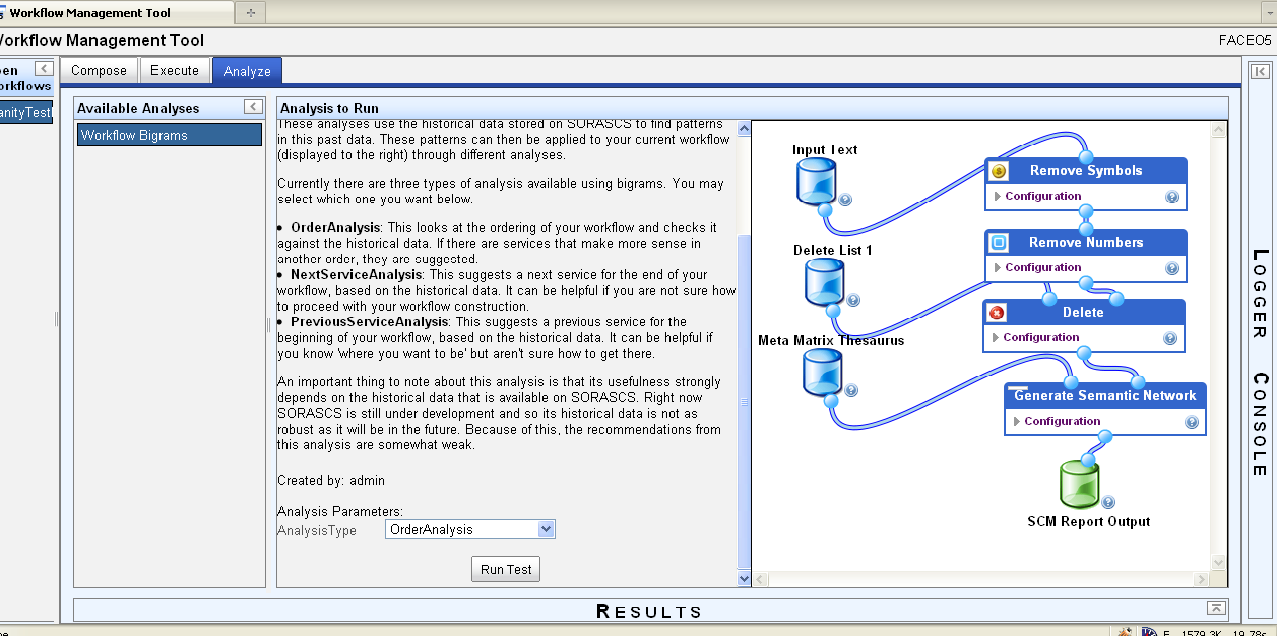 Workflow Management Tool
Workflow Management Tool
FACEO5
Compose
Execute
Analyze
pen
orkflows
anityTest
Available Analyses
Workflow Bigrams
Analysis to Run
These analyses use the historical data stored on SORASCS to find patterns
in this past data. These patterns can then be applied to your current workflow
(displayed to the right) through different analyses.
Currently there are three types of analysis available using bigrams. You may
select which one you want below.
• OrderAnalysis: This looks at the ordering of your workflow and checks it
against the historical data. If there are services that make more sense in
another order, they are suggested.
• NextServiceAnalysis: This suggests a next service for the end of your
workflow, based on the historical data. It can be helpful if you are not sure how
to proceed with your workflow construction.
• PreviousServiceAnalysis: This suggests a previous service for the
beginning of your workflow, based on the historical data. It can be helpful if
you know 'where you want to be' but aren't sure how to get there.
An important thing to note about this analysis is that its usefulness strongly
depends on the historical data that is available on SORASCS. Right now
SORASCS is still under development and so its historical data is not as
robust as it will be in the future. Because of this, the recommendations from
this analysis are somewhat weak.
Created by: admin
Analysis Parameters:
AnalysisType
OrderAnalysis
Run Test
Input Text
Remove Symbols
Configuration
Delete List 1
Remove Numbers
Configuration
Delete
Configuration
Meta Matrix Thesaurus
Generate Semantic Network
Configuration
SCMI Report Output
LOGGER CONSOLE
RESULTS